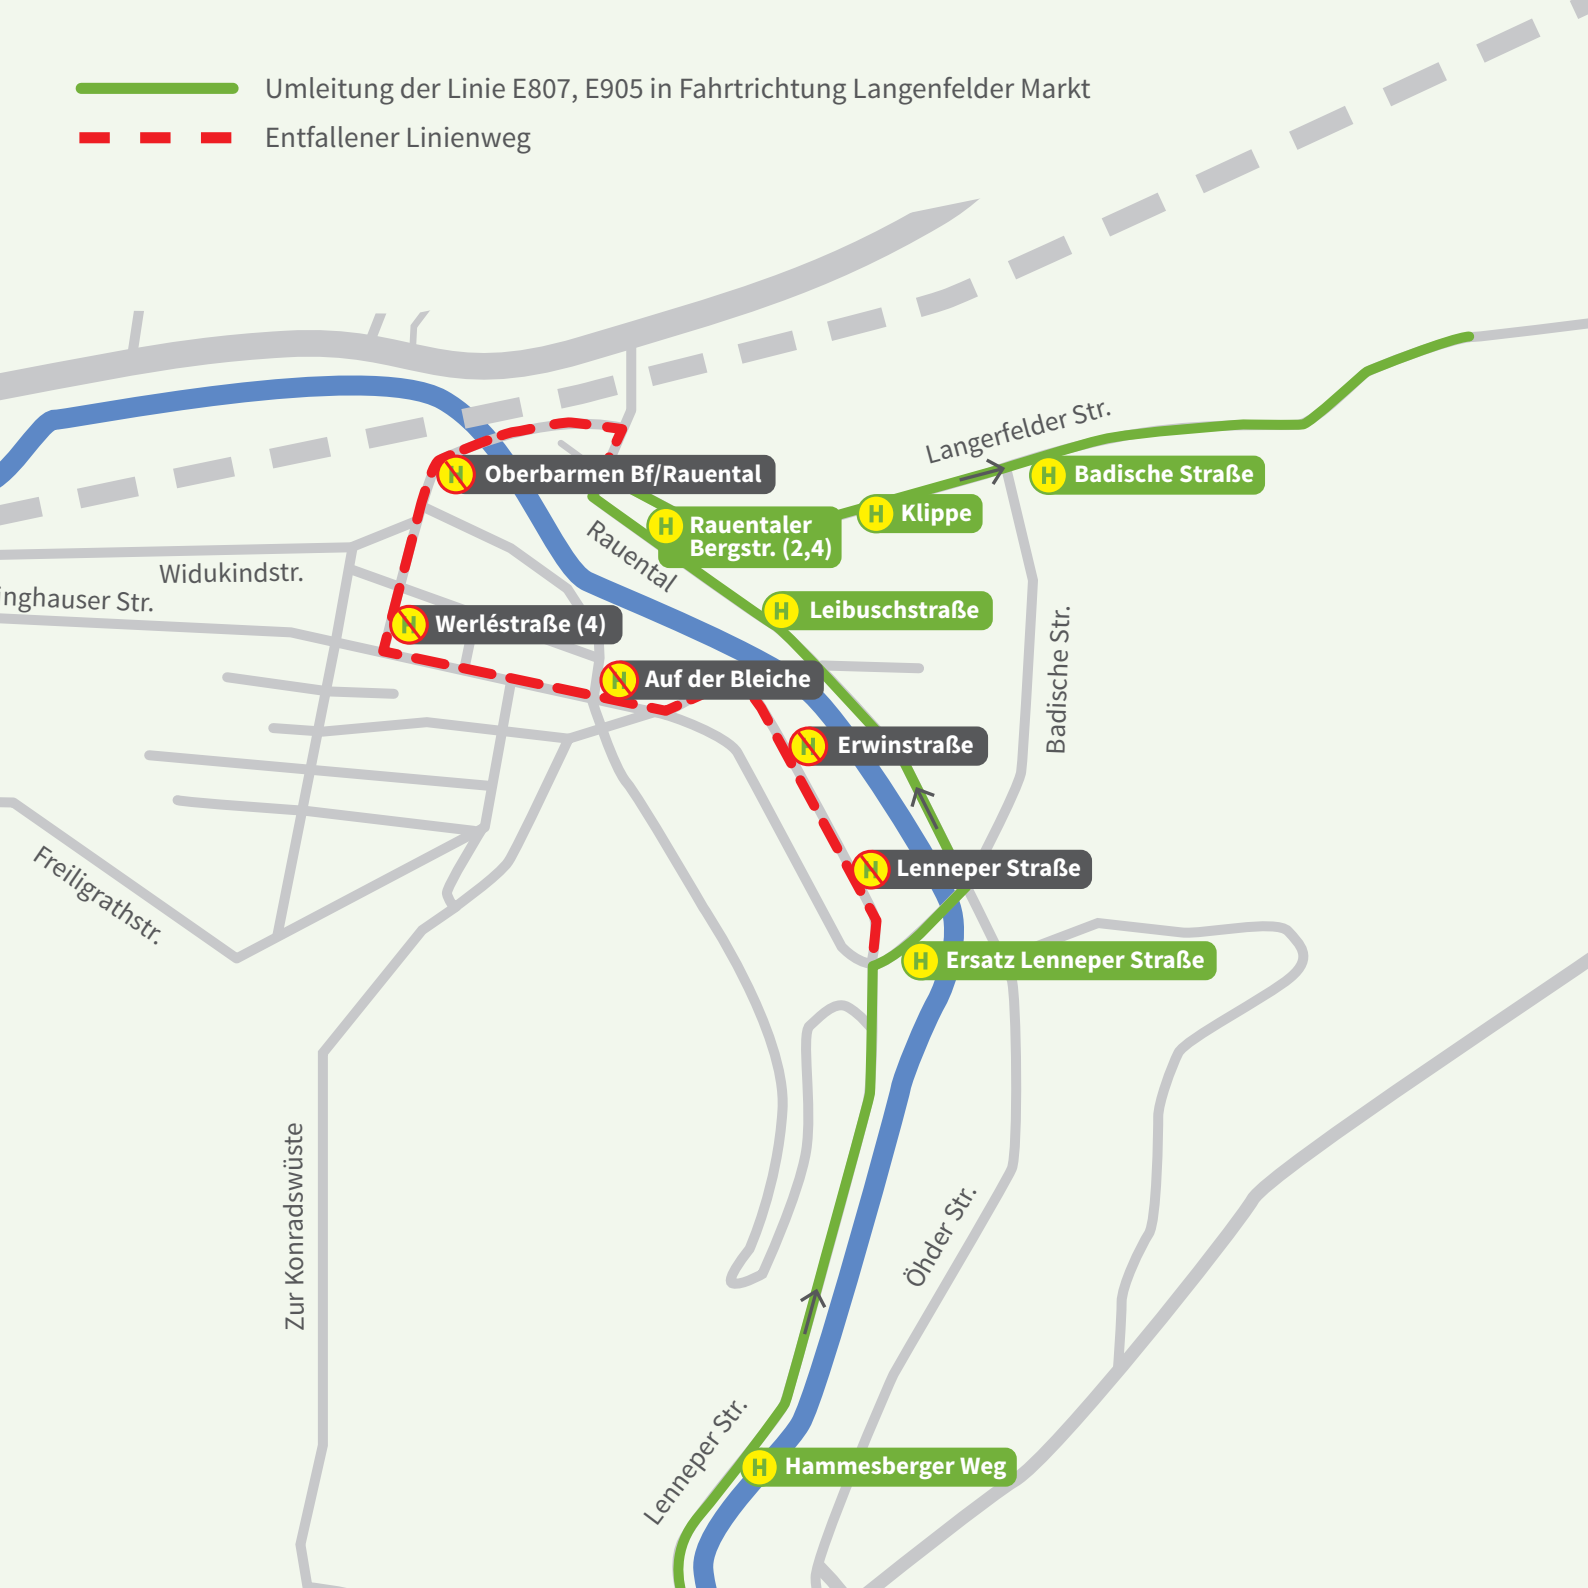 Umleitung der Linie E807, E905 in Fahrtrichtung Langenfelder Markt
Entfallener Linienweg
Langerfelder Str.
H Oberbarmen Bf/Rauental
H Badische Straße
H Klippe
H Rauentaler
Bergstr. (2,4)
Rauental
Widukindstr.
inghauser Str.
H Leibuschstraße
H Werléstraße (4)
Badische Str.
H Auf der Bleiche
H Erwinstraße
H Lenneper Straße
Freiligrathstr.
H Ersatz Lenneper Straße
Zur Konradswüste
Öhder Str.
Lenneper Str.
H Hammesberger Weg